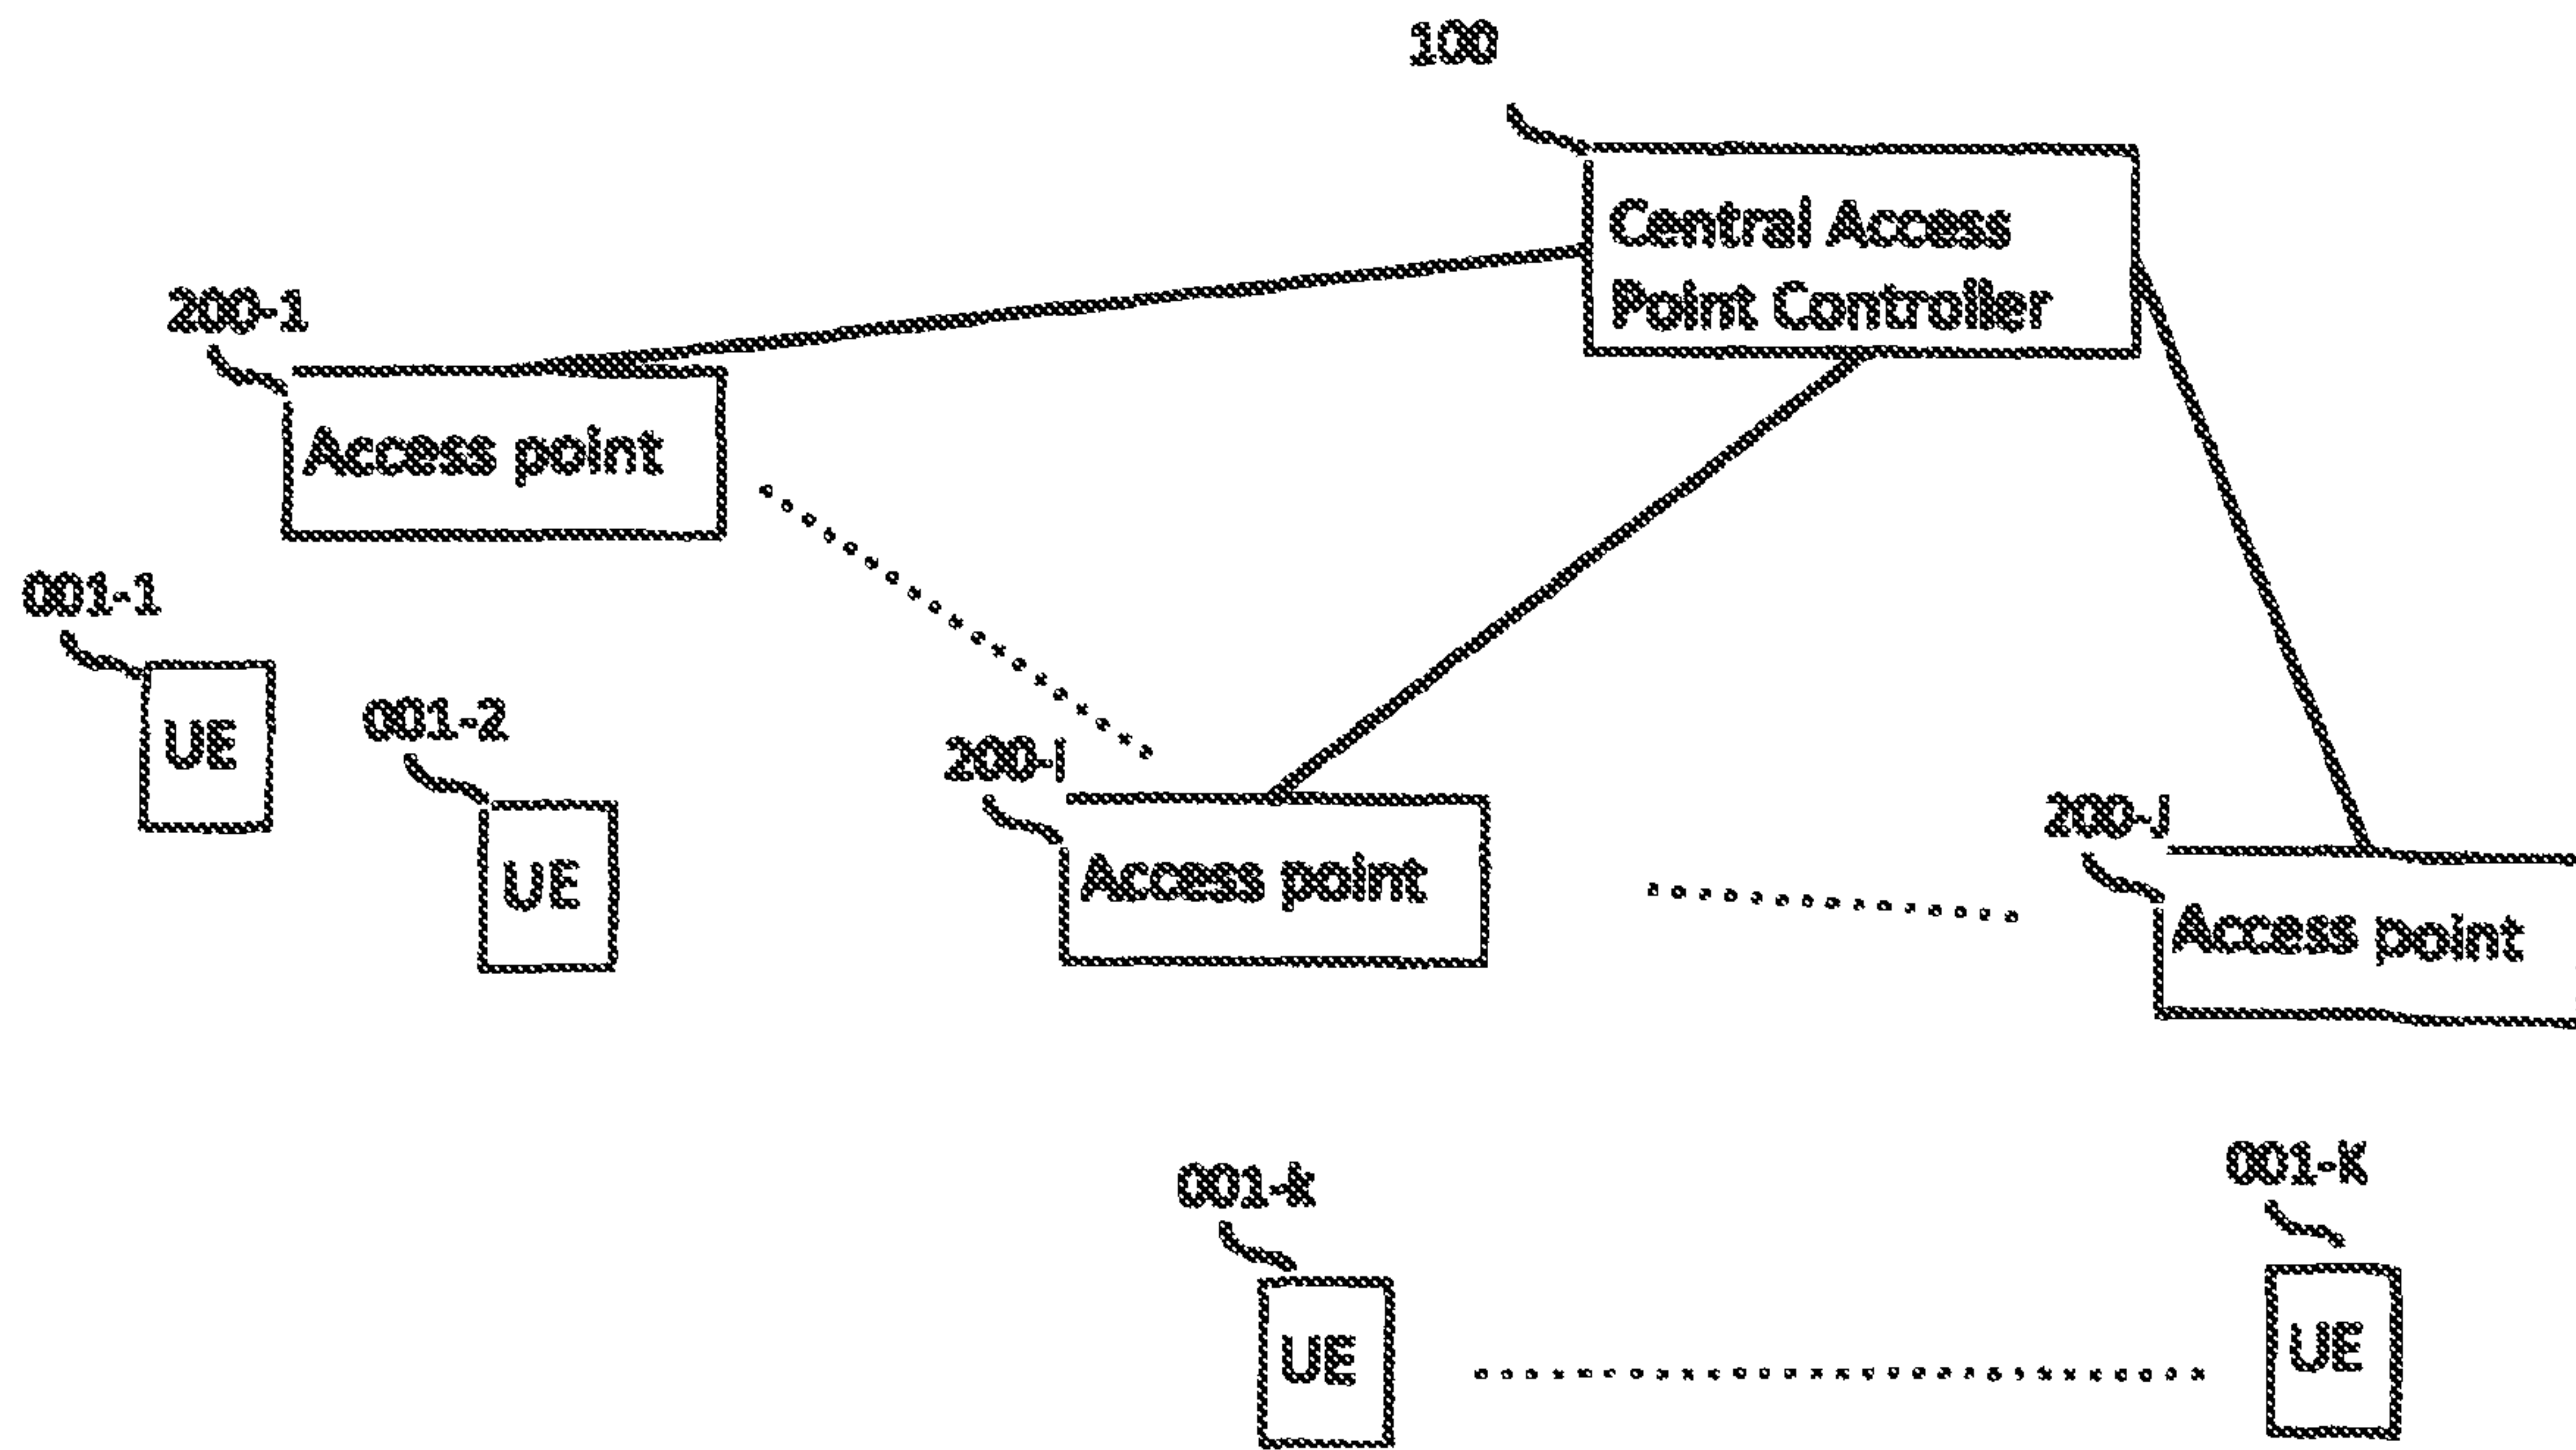 100
Central Access
Point Controller
200-1
Access point
001-1
UE
001-2
UE
200-i
Access point
200-J
Access point
001-k
UE
001-K
UE